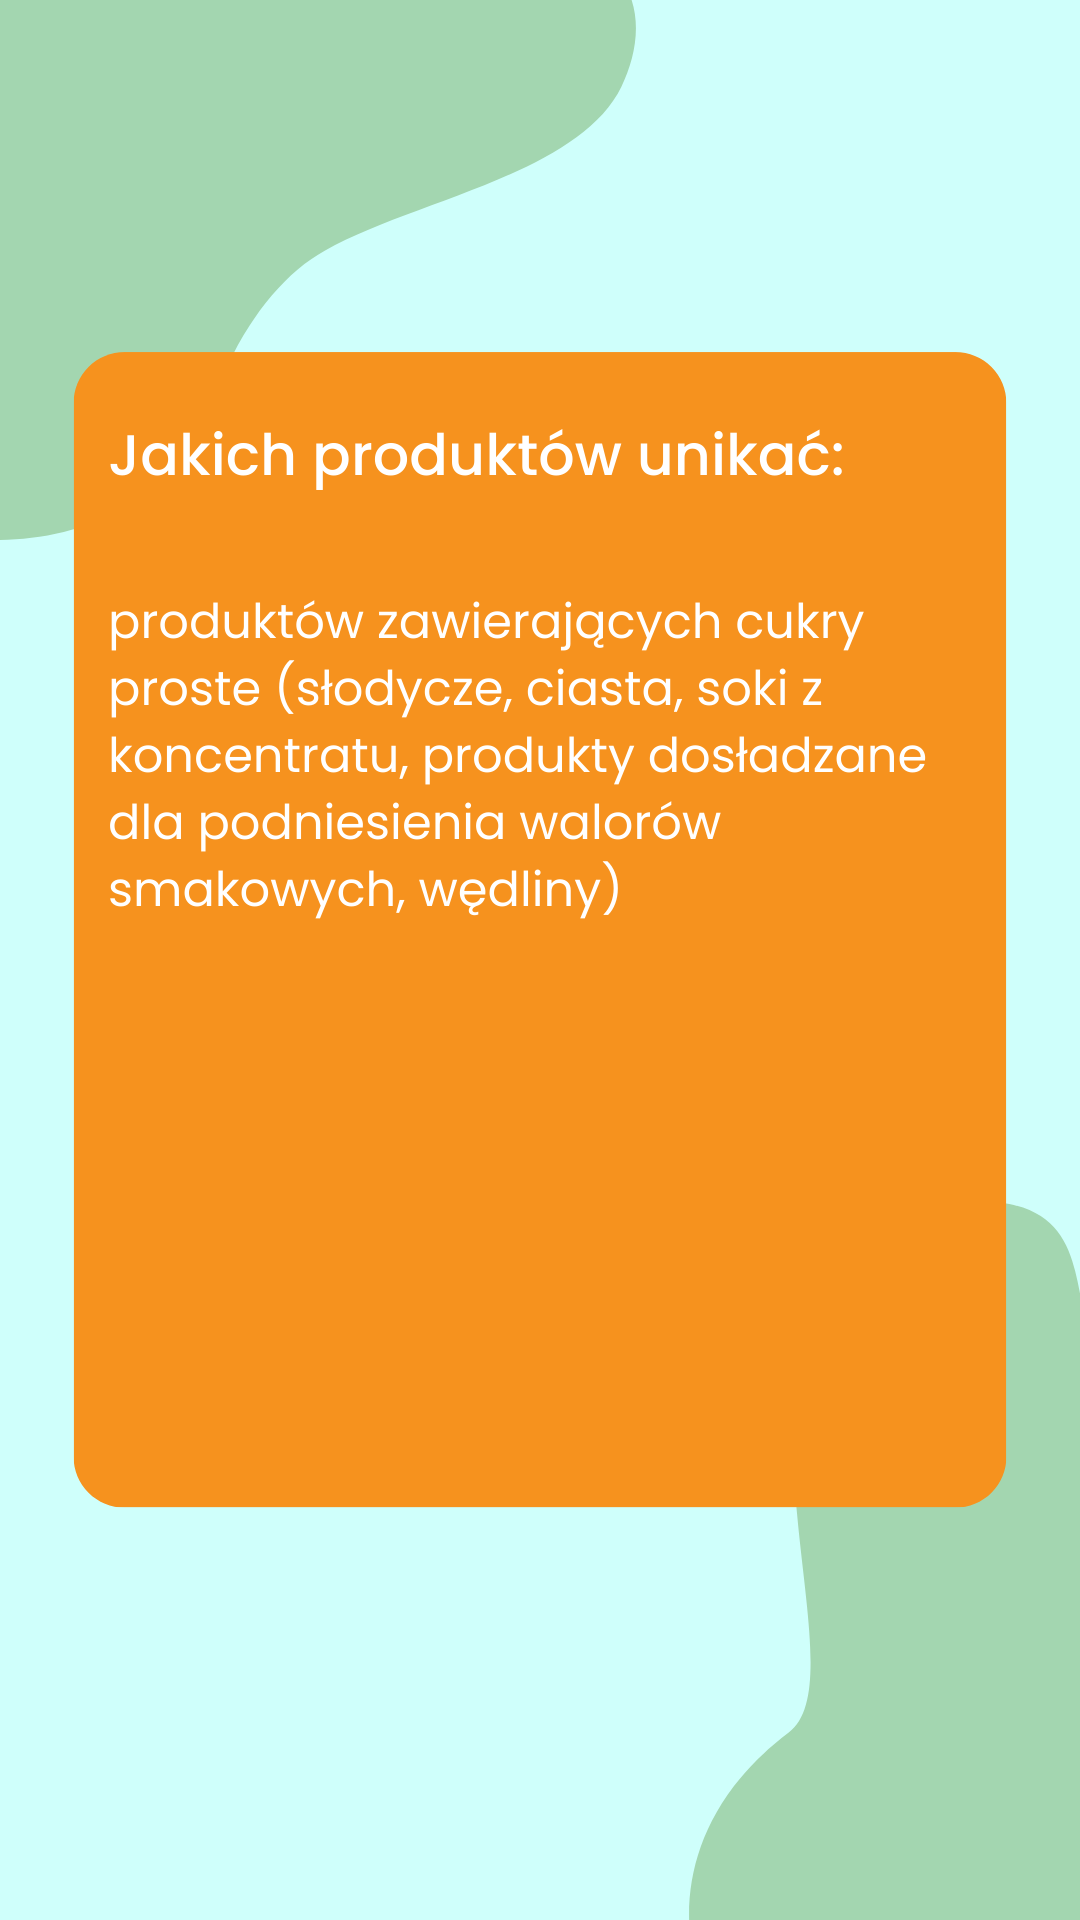 Jakich produktów unikać:
produktów zawierających cukry
proste (słodycze, ciasta, soki z
koncentratu, produkty dosładzane
dla podniesienia walorów
smakowych, wędliny)